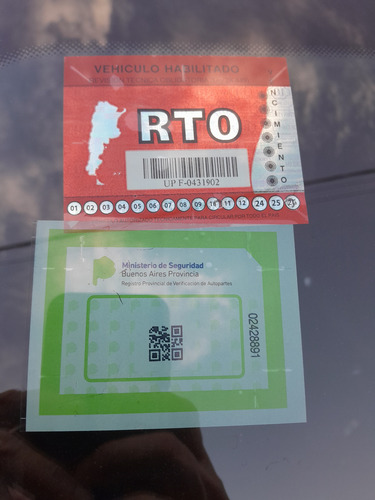 VEHICULO HABILITADO
RTO
UP F-0431902
VENCIMIENTO
01 02 03 04 05 06 07 08 09 10 11 12 24 25
Ministerio de Seguridad
Buenos Aires Provincia
Registro Provincial de Verificación de Autopartes
02428891